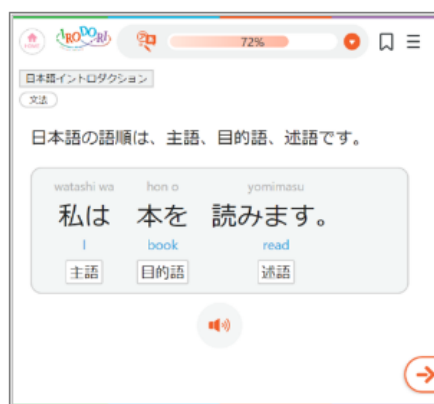 HOME
IRODORI
72%
日本語イントロダクション
文法
日本語の語順は、主語、目的語、述語です。
watashi wa hon o yomimasu
私は 本を 読みます。
I book read
主語 目的語 述語